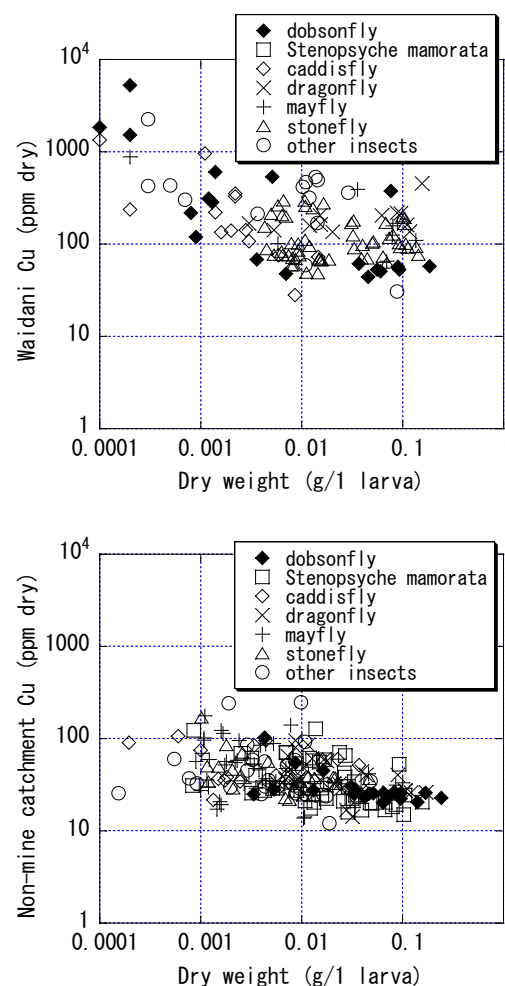 dobsonfly
Stenopsyche mamorata
caddisfly
dragonfly
mayfly
stonefly
other insects
10⁴
1000
100
10
1
Waidani Cu (ppm dry)
0.0001
0.001
0.01
0.1
Dry weight (g/1 larva)
dobsonfly
Stenopsyche mamorata
caddisfly
dragonfly
mayfly
stonefly
other insects
10⁴
1000
100
10
1
Non-mine catchment Cu (ppm dry)
0.0001
0.001
0.01
0.1
Dry weight (g/1 larva)